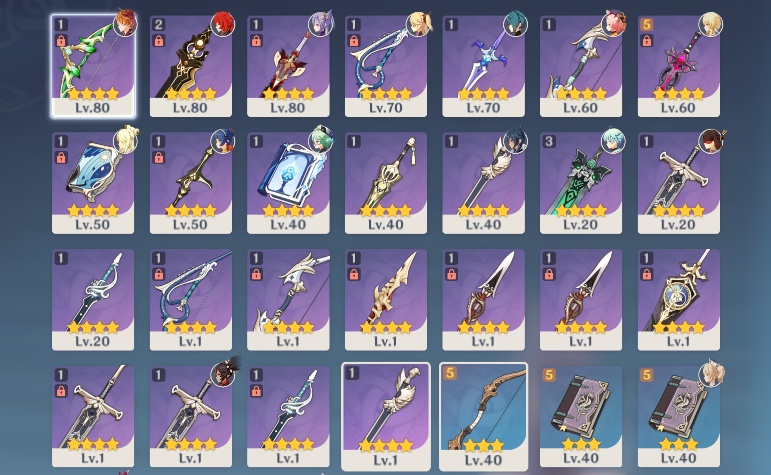 1 2 1 1 1 1 5
Lv.80 Lv.80 Lv.80 Lv.70 Lv.70 Lv.60 Lv.60
1 1 1 1 1 3 1
Lv.50 Lv.50 Lv.40 Lv.40 Lv.40 Lv.20 Lv.20
1 1 1 1 1 1 1
Lv.20 Lv.1 Lv.1 Lv.1 Lv.1 Lv.1 Lv.1
1 1 1 1 5 5 5
Lv.1 Lv.1 Lv.1 Lv.1 Lv.40 Lv.40 Lv.40